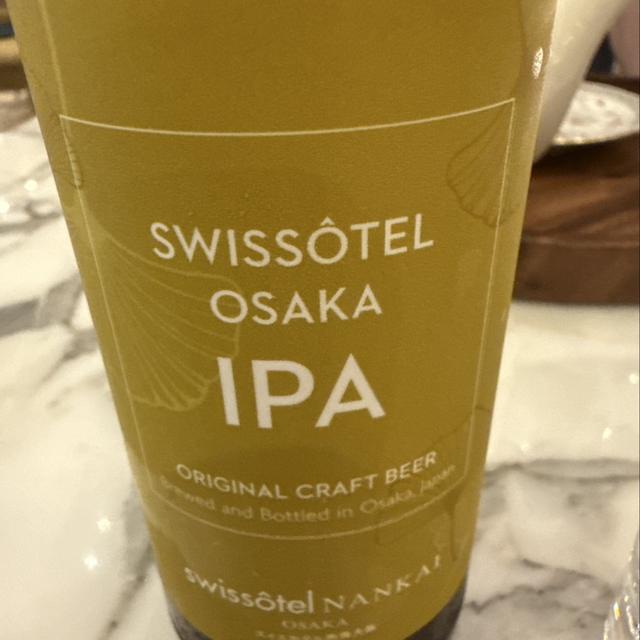 SWISSÔTEL
OSAKA
IPA
ORIGINAL CRAFT BEER
Brewed and Bottled in Osaka, Japan
swissôtel NANKAI
OSAKA